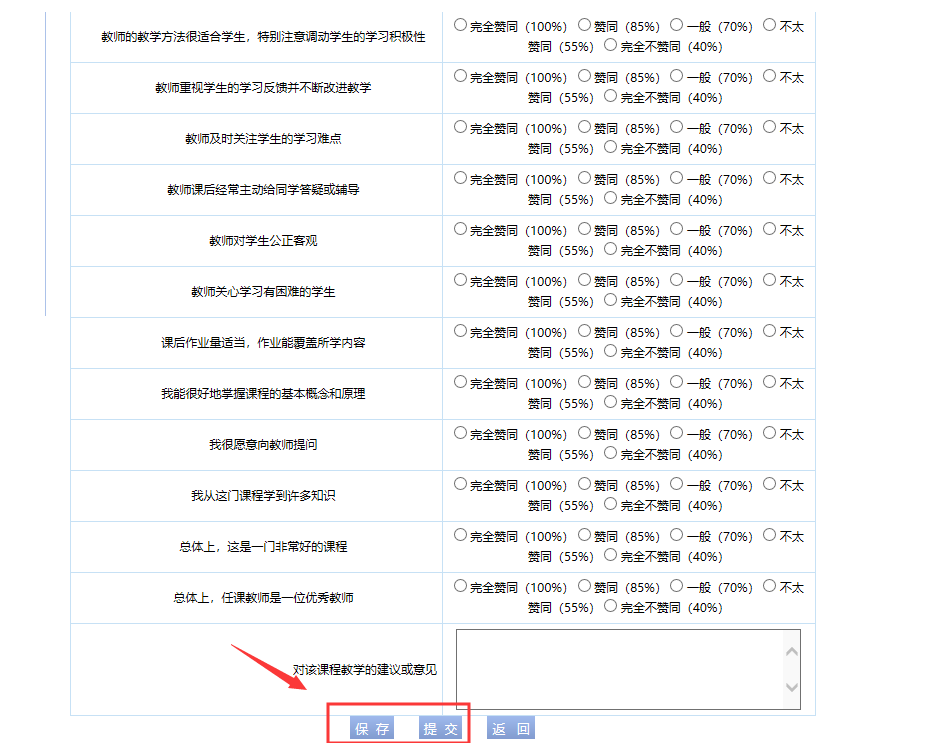 教师的教学方法很适合学生，特别注意调动学生的学习积极性
完全赞同（100%） 赞同（85%） 一般（70%） 不太
赞同（55%） 完全不赞同（40%）
教师重视学生的学习反馈并不断改进教学
完全赞同（100%） 赞同（85%） 一般（70%） 不太
赞同（55%） 完全不赞同（40%）
教师及时关注学生的学习难点
完全赞同（100%） 赞同（85%） 一般（70%） 不太
赞同（55%） 完全不赞同（40%）
教师课后经常主动给同学答疑或辅导
完全赞同（100%） 赞同（85%） 一般（70%） 不太
赞同（55%） 完全不赞同（40%）
教师对学生公正客观
完全赞同（100%） 赞同（85%） 一般（70%） 不太
赞同（55%） 完全不赞同（40%）
教师关心学习有困难的学生
完全赞同（100%） 赞同（85%） 一般（70%） 不太
赞同（55%） 完全不赞同（40%）
课后作业量适当，作业能覆盖所学内容
完全赞同（100%） 赞同（85%） 一般（70%） 不太
赞同（55%） 完全不赞同（40%）
我能很好地掌握课程的基本概念和原理
完全赞同（100%） 赞同（85%） 一般（70%） 不太
赞同（55%） 完全不赞同（40%）
我很愿意向教师提问
完全赞同（100%） 赞同（85%） 一般（70%） 不太
赞同（55%） 完全不赞同（40%）
我从这门课程学到许多知识
完全赞同（100%） 赞同（85%） 一般（70%） 不太
赞同（55%） 完全不赞同（40%）
总体上，这是一门非常好的课程
完全赞同（100%） 赞同（85%） 一般（70%） 不太
赞同（55%） 完全不赞同（40%）
总体上，任课教师是一位优秀教师
完全赞同（100%） 赞同（85%） 一般（70%） 不太
赞同（55%） 完全不赞同（40%）
对该课程教学的建议或意见
保 存 提 交 返 回